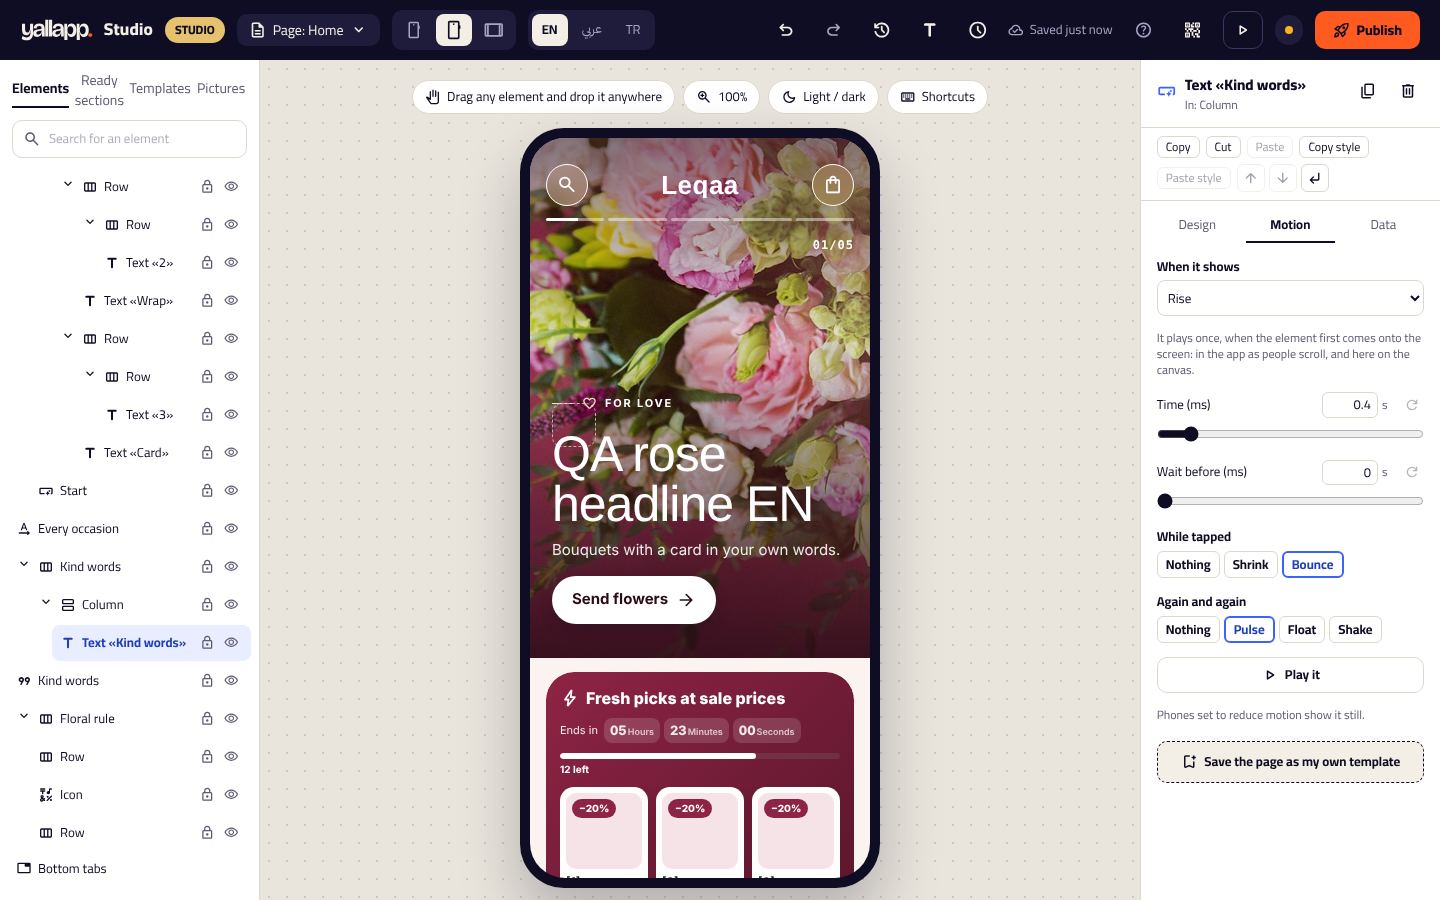 yallapp. Studio STUDIO Page: Home EN عربي TR T Saved just now Publish
Elements Ready sections Templates Pictures
Search for an element
Row
Row
Text «2»
Text «Wrap»
Row
Row
Text «3»
Text «Card»
Start
Every occasion
Kind words
Column
Text «Kind words»
Kind words
Floral rule
Row
Icon
Row
Bottom tabs
Drag any element and drop it anywhere 100% Light / dark Shortcuts
Leqaa
01/05
FOR LOVE
QA rose
headline EN
Bouquets with a card in your own words.
Send flowers
Fresh picks at sale prices
Ends in 05 Hours 23 Minutes 00 Seconds
12 left
−20% −20% −20%
Text «Kind words»
In: Column
Copy Cut Paste Copy style
Paste style
Design Motion Data
When it shows
Rise
It plays once, when the element first comes onto the
screen: in the app as people scroll, and here on the
canvas.
Time (ms) 0.4 s
Wait before (ms) 0 s
While tapped
Nothing Shrink Bounce
Again and again
Nothing Pulse Float Shake
Play it
Phones set to reduce motion show it still.
Save the page as my own template